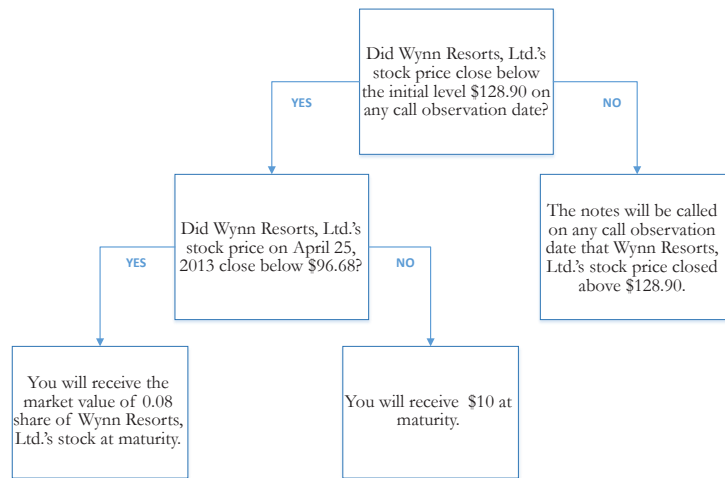 Did Wynn Resorts, Ltd.'s
stock price close below
the initial level $128.90 on
any call observation date?
YES
NO
Did Wynn Resorts, Ltd.'s
stock price on April 25,
2013 close below $96.68?
The notes will be called
on any call observation
date that Wynn Resorts,
Ltd.'s stock price closed
above $128.90.
YES
NO
You will receive the
market value of 0.08
share of Wynn Resorts,
Ltd.'s stock at maturity.
You will receive $10 at
maturity.